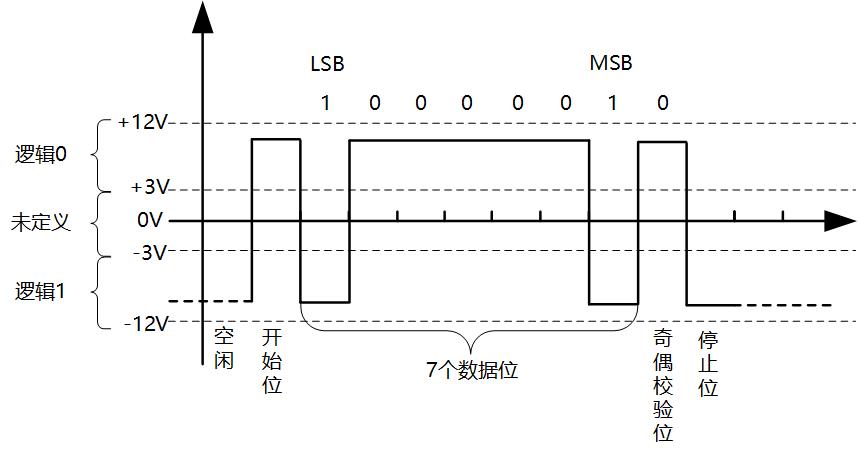 LSB MSB
1 0 0 0 0 0 1 0
+12V
逻辑0
+3V
未定义
0V
-3V
逻辑1
-12V
空闲
开始位
7个数据位
奇偶校验位
停止位